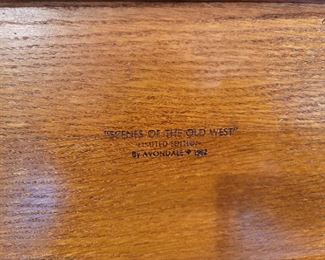 "SCENES OF THE OLD WEST"
LIMITED EDITION
By AVONDALE 1982